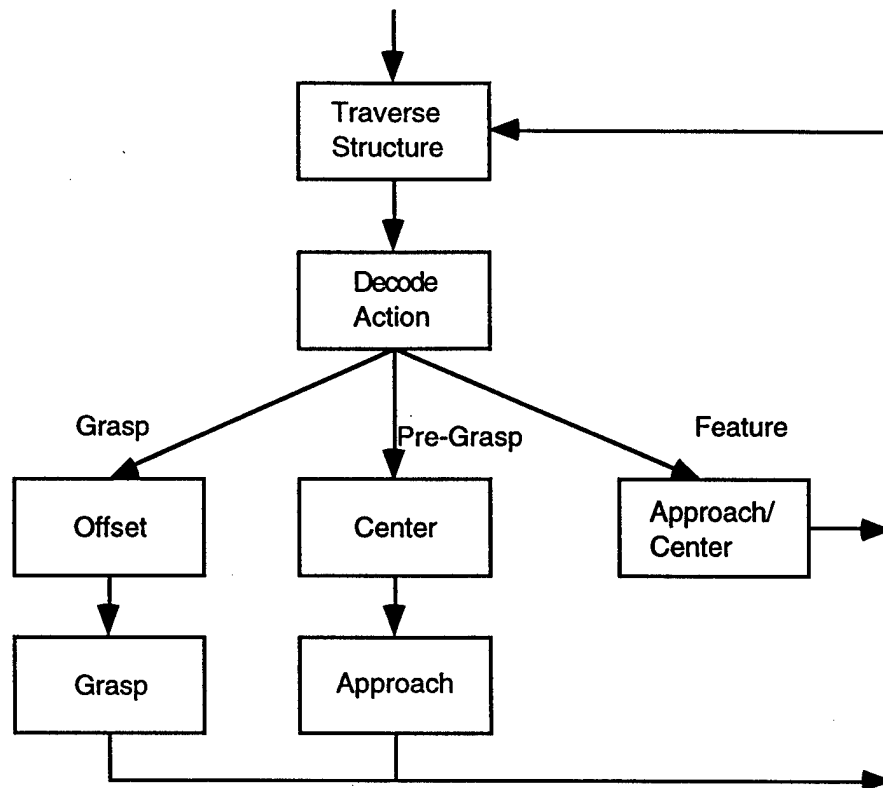 Traverse
Structure
Decode
Action
Grasp
Pre-Grasp
Feature
Offset
Center
Approach/
Center
Grasp
Approach